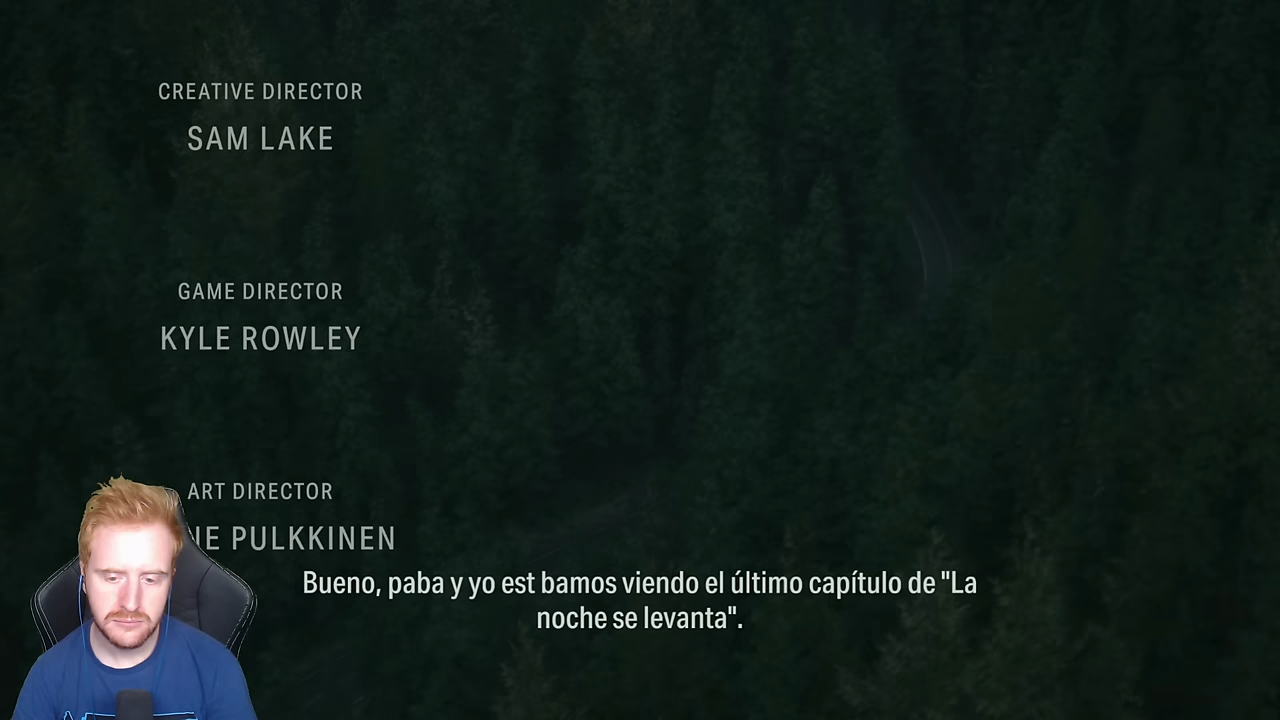 CREATIVE DIRECTOR
SAM LAKE
GAME DIRECTOR
KYLE ROWLEY
ART DIRECTOR
PULKKINEN
Bueno, paba y yo est bamos viendo el último capítulo de "La
noche se levanta".